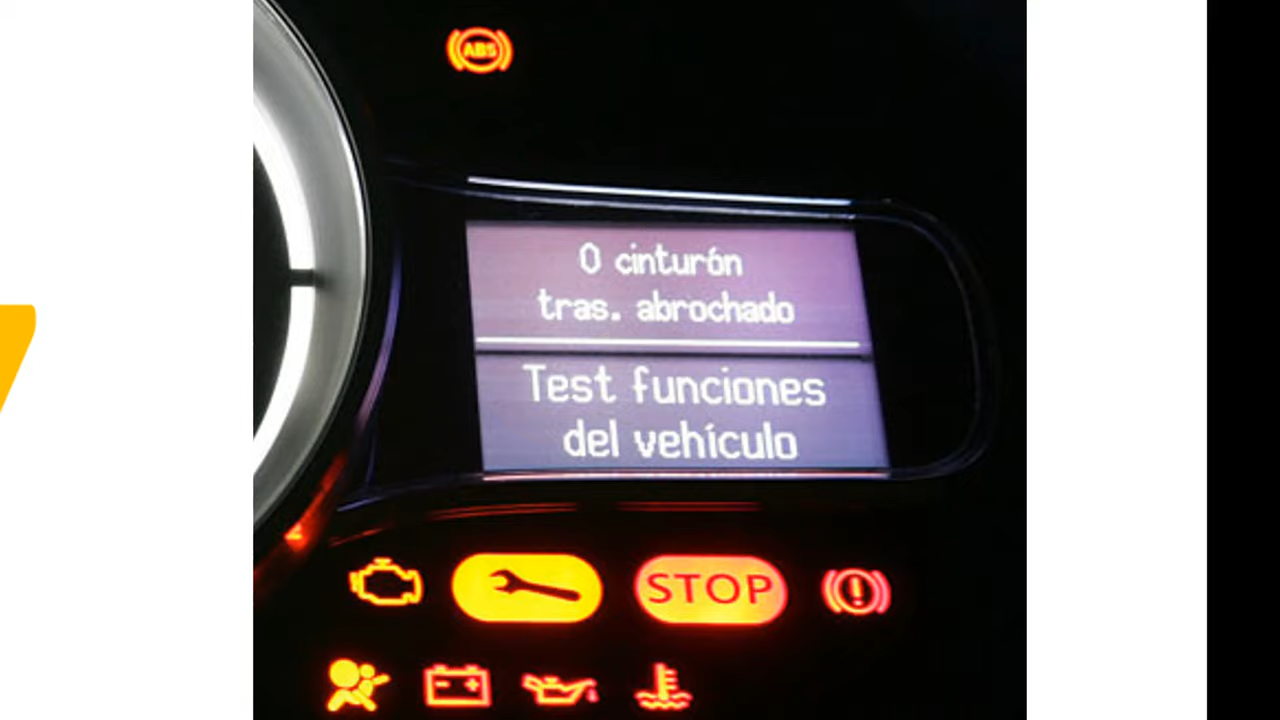 ABS
0 cinturón
tras. abrochado
Test funciones
del vehículo
STOP